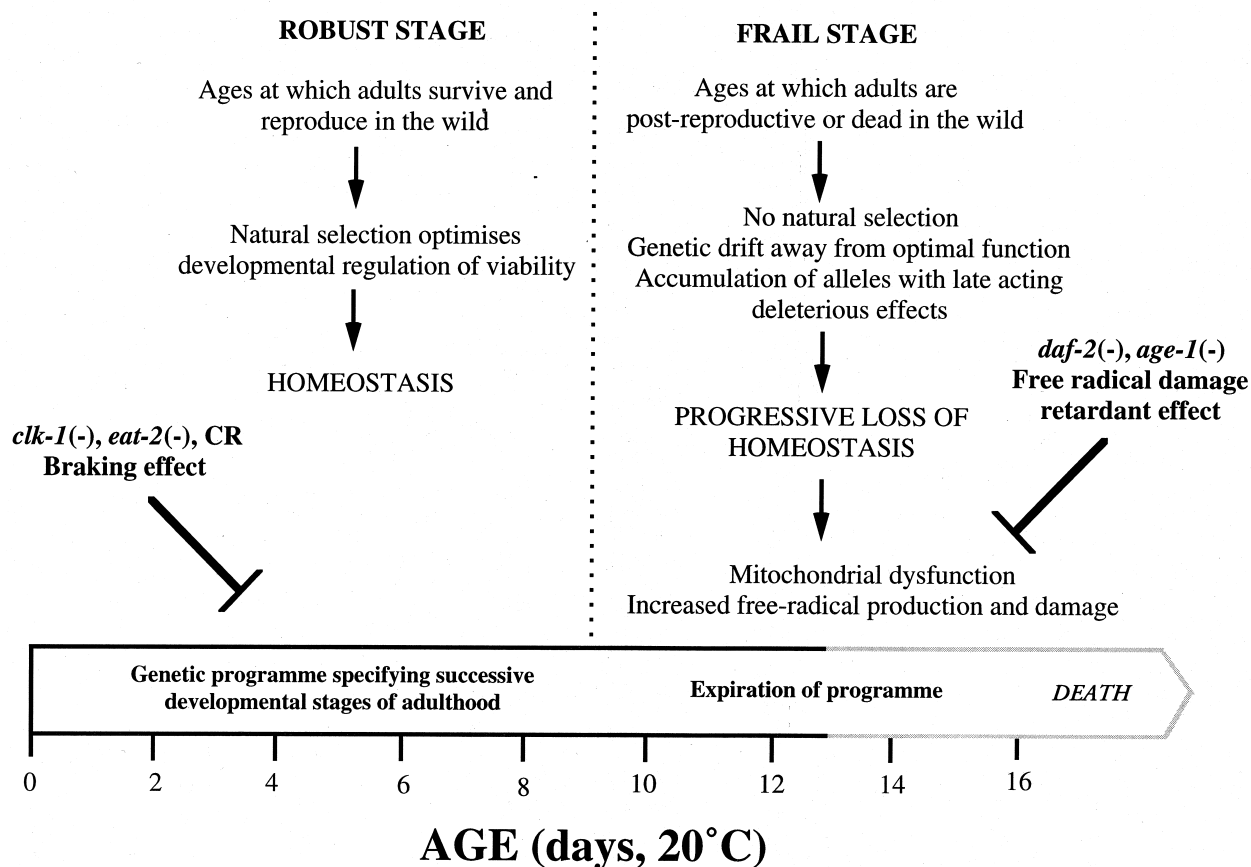 ROBUST STAGE
Ages at which adults survive and
reproduce in the wild
Natural selection optimises
developmental regulation of viability
HOMEOSTASIS
clk-1(-), eat-2(-), CR
Braking effect
FRAIL STAGE
Ages at which adults are
post-reproductive or dead in the wild
No natural selection
Genetic drift away from optimal function
Accumulation of alleles with late acting
deleterious effects
daf-2(-), age-1(-)
Free radical damage
retardant effect
PROGRESSIVE LOSS OF
HOMEOSTASIS
Mitochondrial dysfunction
Increased free-radical production and damage
Genetic programme specifying successive
developmental stages of adulthood
Expiration of programme
DEATH
0 2 4 6 8 10 12 14 16
AGE (days, 20˚C)